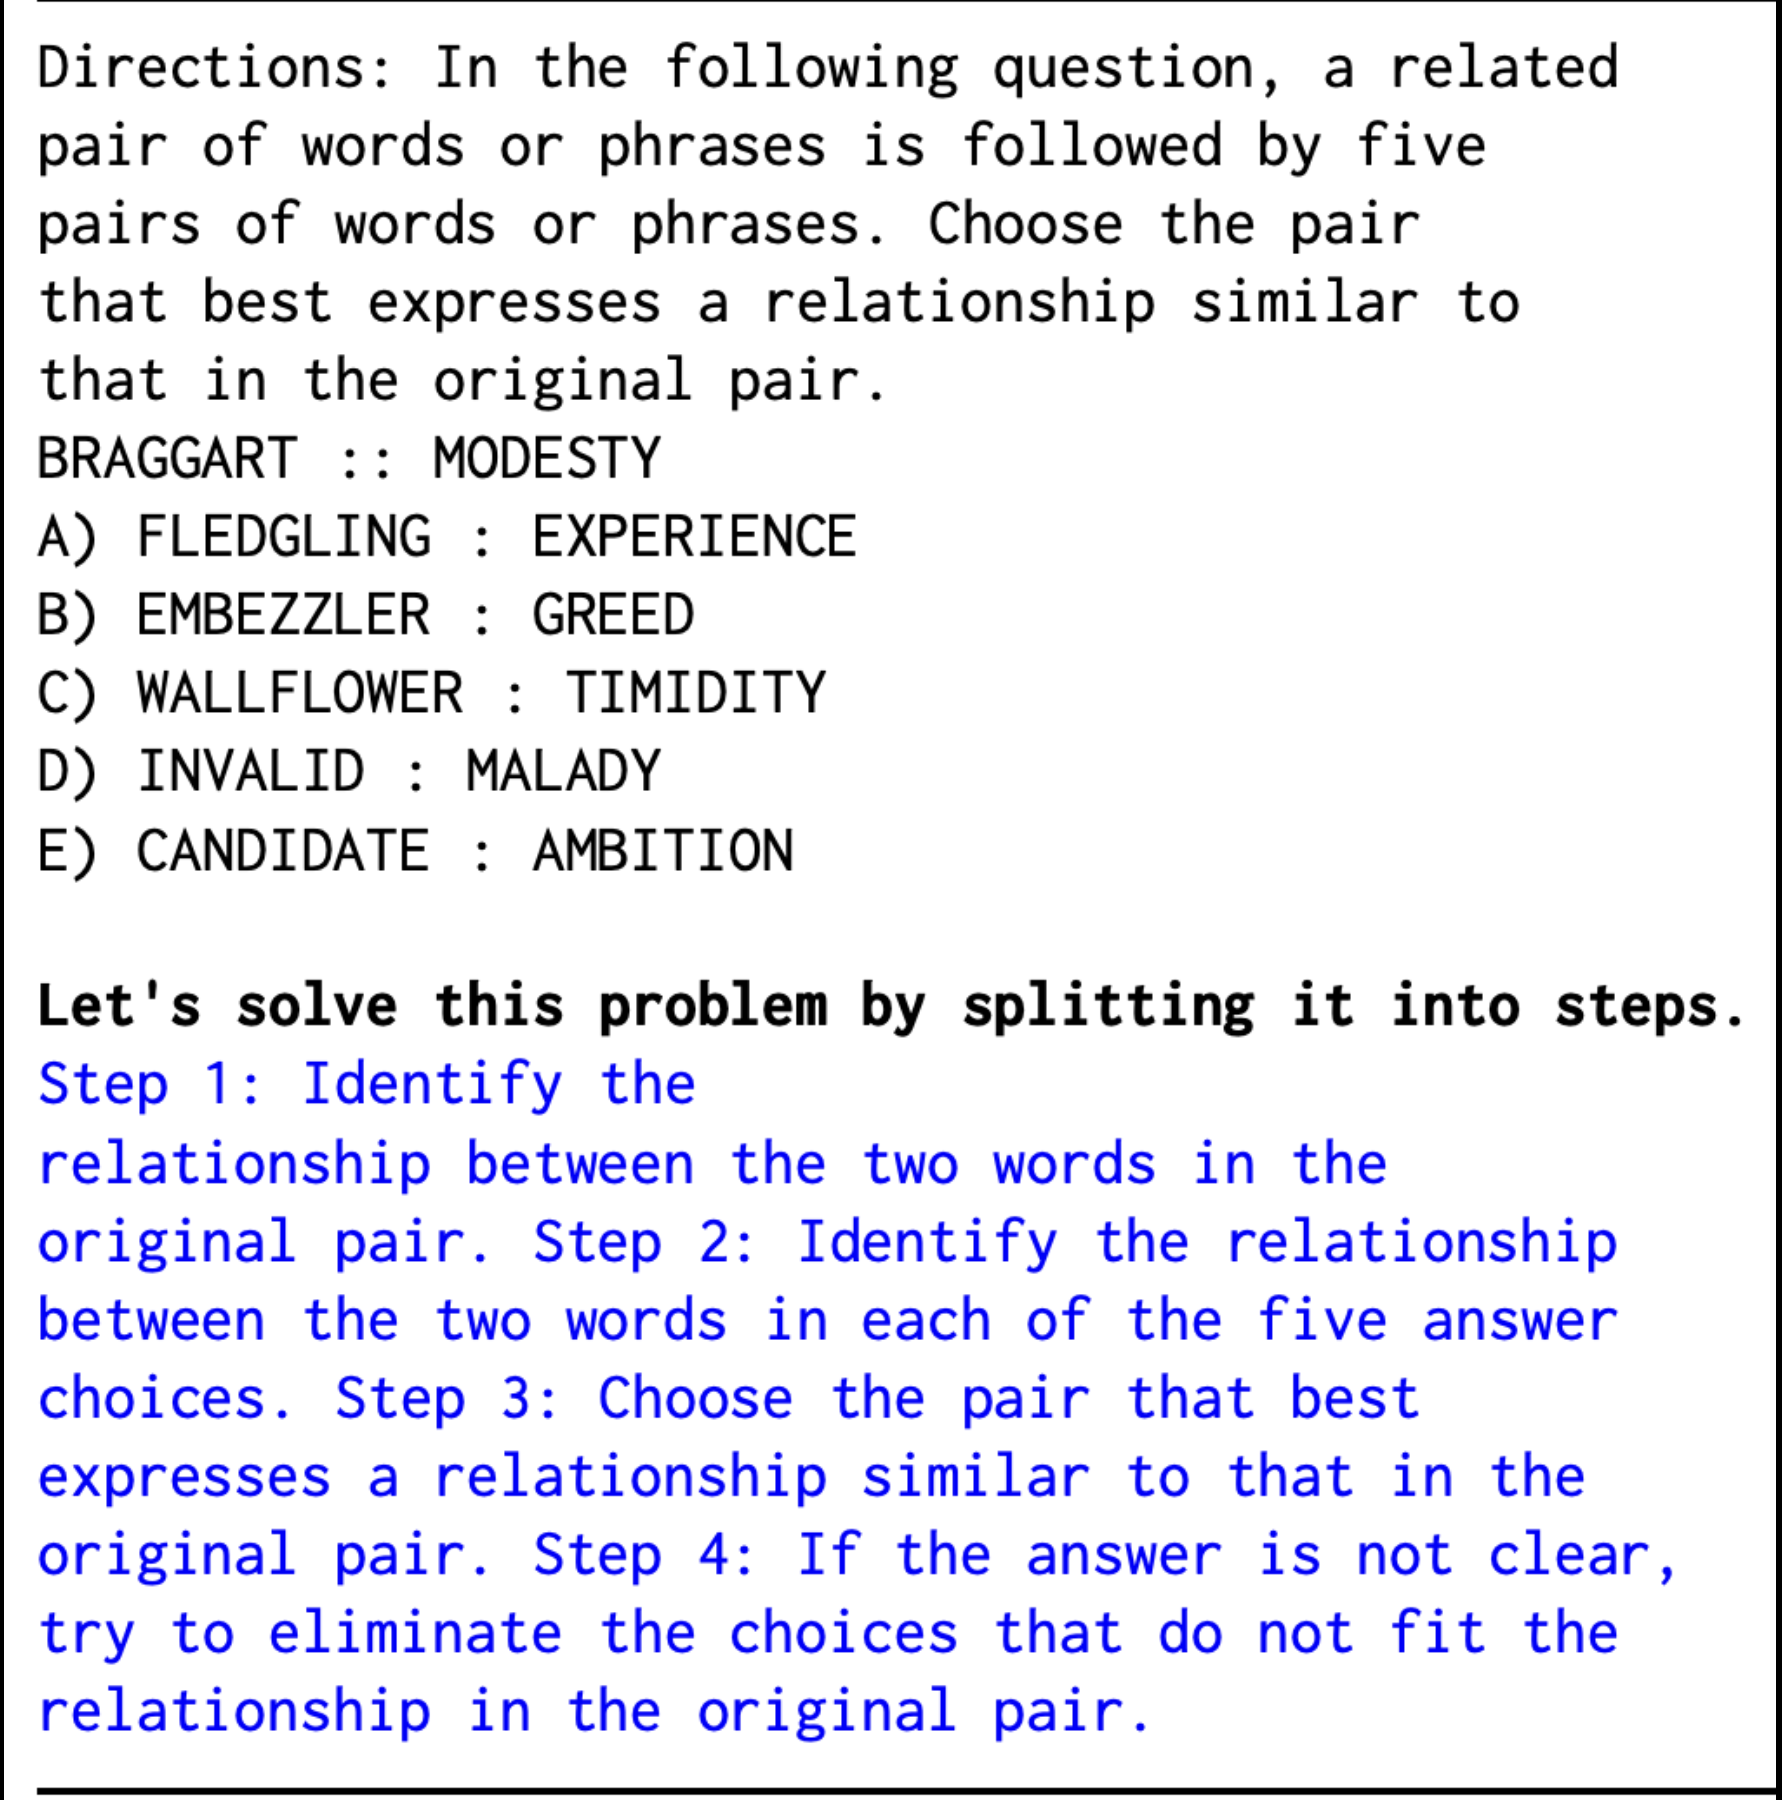 Directions: In the following question, a related
pair of words or phrases is followed by five
pairs of words or phrases. Choose the pair
that best expresses a relationship similar to
that in the original pair.
BRAGGART :: MODESTY
A) FLEDGLING : EXPERIENCE
B) EMBEZZLER : GREED
C) WALLFLOWER : TIMIDITY
D) INVALID : MALADY
E) CANDIDATE : AMBITION
Let's solve this problem by splitting it into steps.
Step 1: Identify the
relationship between the two words in the
original pair. Step 2: Identify the relationship
between the two words in each of the five answer
choices. Step 3: Choose the pair that best
expresses a relationship similar to that in the
original pair. Step 4: If the answer is not clear,
try to eliminate the choices that do not fit the
relationship in the original pair.